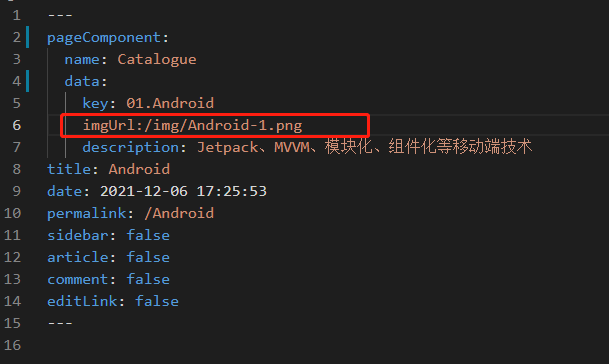 1 ---
2 pageComponent:
3   name: Catalogue
4   data:
5     key: 01.Android
6     imgUrl:/img/Android-1.png
7     description: Jetpack、MVVM、模块化、组件化等移动端技术
8 title: Android
9 date: 2021-12-06 17:25:53
10 permalink: /Android
11 sidebar: false
12 article: false
13 comment: false
14 editLink: false
15 ---
16